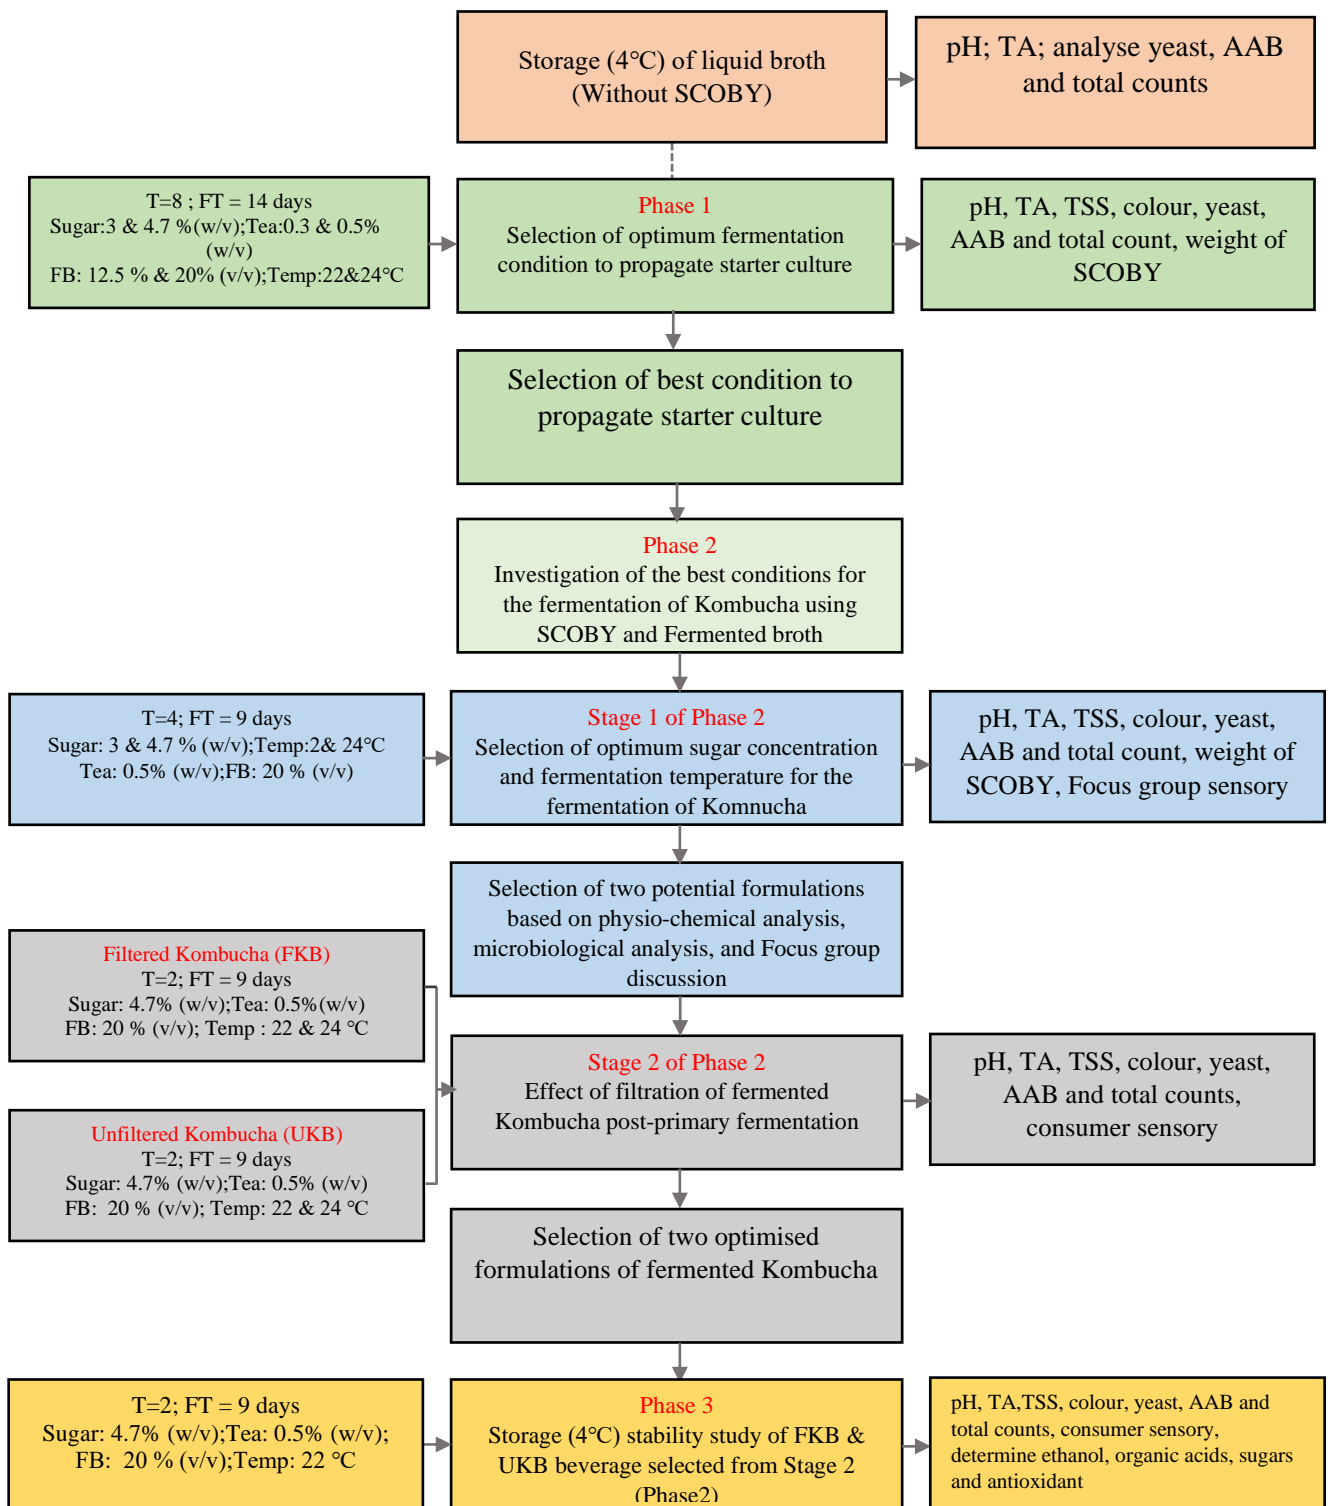 Storage (4°C) of liquid broth
(Without SCOBY)
pH; TA; analyse yeast, AAB
and total counts
T=8 ; FT = 14 days
Sugar:3 & 4.7 %(w/v);Tea:0.3 & 0.5%
(w/v)
FB: 12.5 % & 20% (v/v);Temp:22&24°C
Phase 1
Selection of optimum fermentation
condition to propagate starter culture
pH, TA, TSS, colour, yeast,
AAB and total count, weight of
SCOBY
Selection of best condition to
propagate starter culture
Phase 2
Investigation of the best conditions for
the fermentation of Kombucha using
SCOBY and Fermented broth
T=4; FT = 9 days
Sugar: 3 & 4.7 % (w/v);Temp:2& 24°C
Tea: 0.5% (w/v);FB: 20 % (v/v)
Stage 1 of Phase 2
Selection of optimum sugar concentration
and fermentation temperature for the
fermentation of Komnucha
pH, TA, TSS, colour, yeast,
AAB and total count, weight of
SCOBY, Focus group sensory
Selection of two potential formulations
based on physio-chemical analysis,
microbiological analysis, and Focus group
discussion
Filtered Kombucha (FKB)
T=2; FT = 9 days
Sugar: 4.7% (w/v);Tea: 0.5%(w/v)
FB: 20 % (v/v); Temp : 22 & 24 °C
Unfiltered Kombucha (UKB)
T=2; FT = 9 days
Sugar: 4.7% (w/v);Tea: 0.5% (w/v)
FB: 20 % (v/v); Temp: 22 & 24 °C
Stage 2 of Phase 2
Effect of filtration of fermented
Kombucha post-primary fermentation
pH, TA, TSS, colour, yeast,
AAB and total counts,
consumer sensory
Selection of two optimised
formulations of fermented Kombucha
T=2; FT = 9 days
Sugar: 4.7% (w/v);Tea: 0.5% (w/v);
FB: 20 % (v/v);Temp: 22 °C
Phase 3
Storage (4°C) stability study of FKB &
UKB beverage selected from Stage 2
(Phase2)
pH, TA,TSS, colour, yeast, AAB and
total counts, consumer sensory,
determine ethanol, organic acids, sugars
and antioxidant